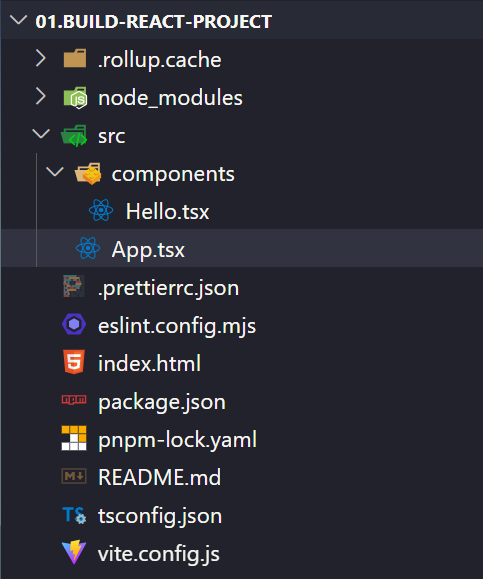 01.BUILD-REACT-PROJECT
.rollup.cache
node_modules
src
components
Hello.tsx
App.tsx
.prettierrc.json
eslint.config.mjs
index.html
package.json
pnpm-lock.yaml
README.md
TS tsconfig.json
vite.config.js